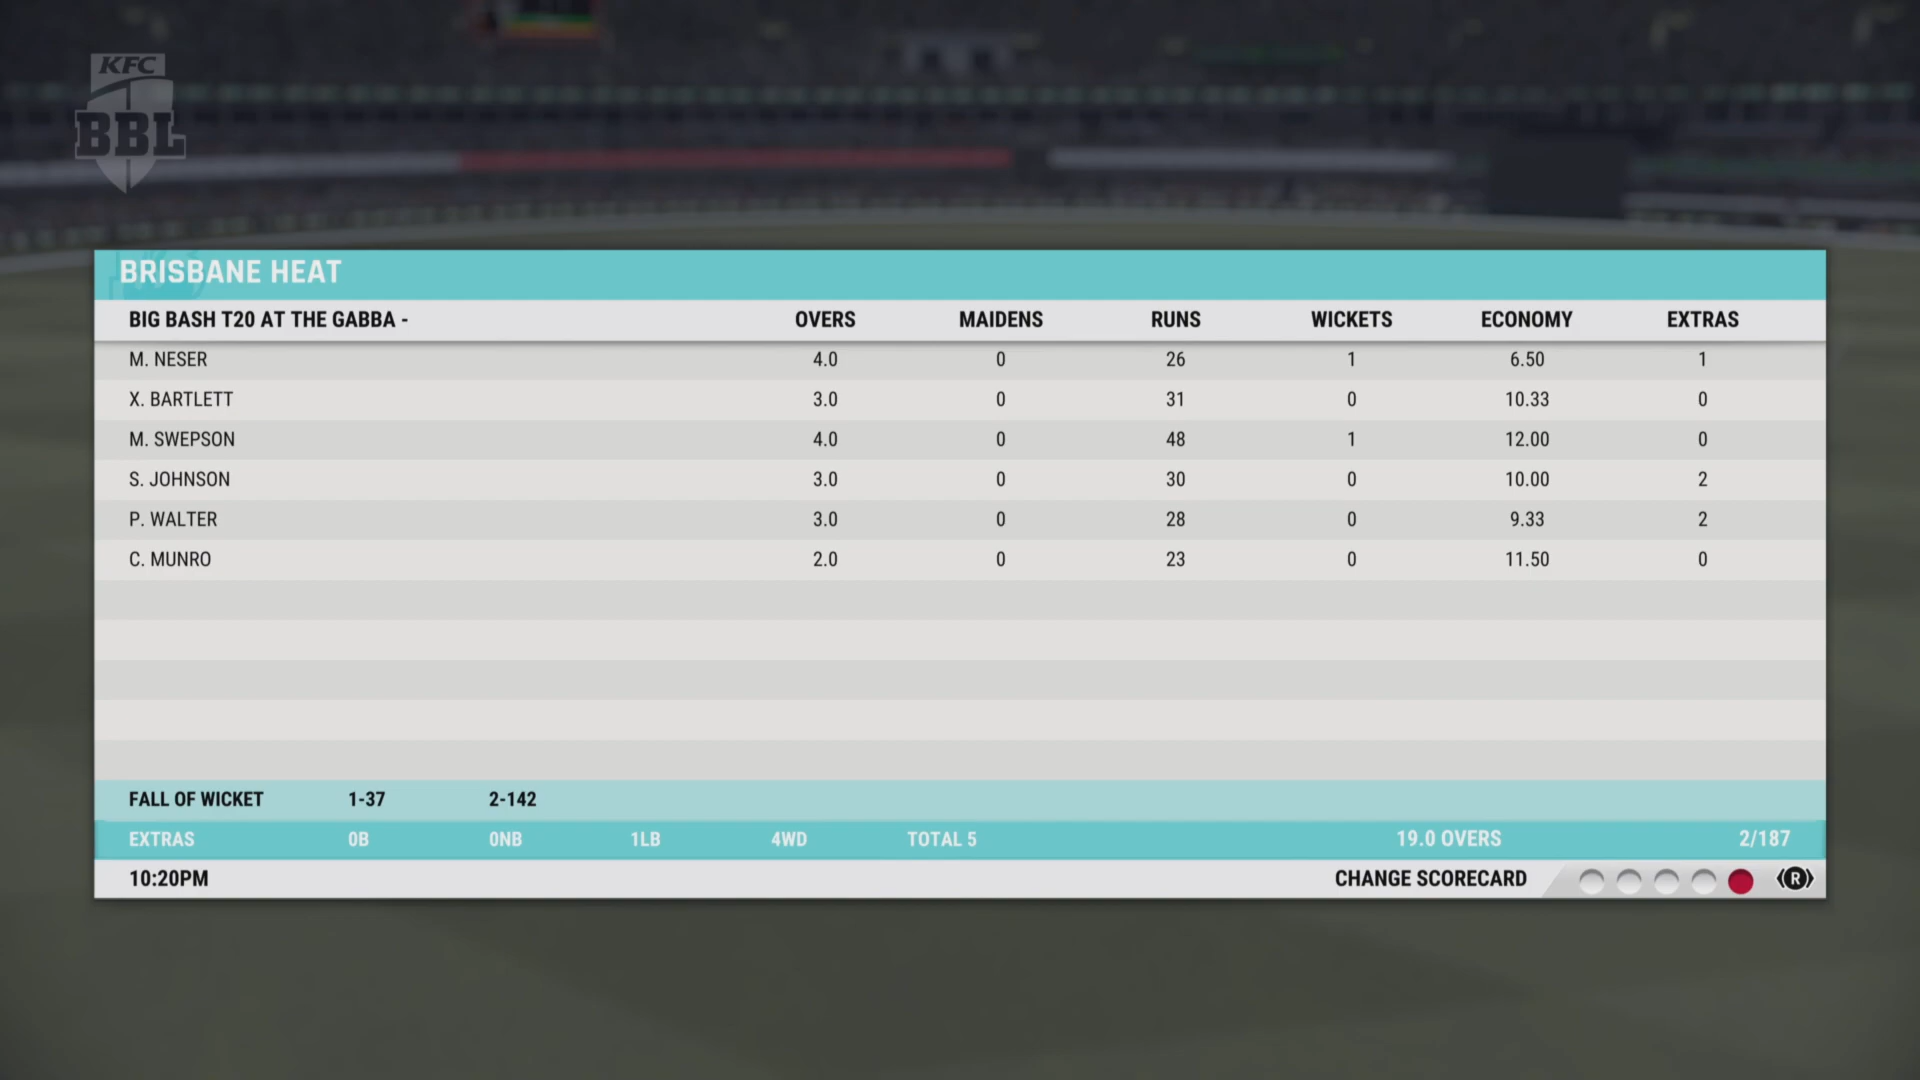 KFC
BBL
BRISBANE HEAT
BIG BASH T20 AT THE GABBA - OVERS MAIDENS RUNS WICKETS ECONOMY EXTRAS
M. NESER 4.0 0 26 1 6.50 1
X. BARTLETT 3.0 0 31 0 10.33 0
M. SWEPSON 4.0 0 48 1 12.00 0
S. JOHNSON 3.0 0 30 0 10.00 2
P. WALTER 3.0 0 28 0 9.33 2
C. MUNRO 2.0 0 23 0 11.50 0
FALL OF WICKET 1-37 2-142
EXTRAS 0B 0NB 1LB 4WD TOTAL 5 19.0 OVERS 2/187
10:20PM CHANGE SCORECARD R